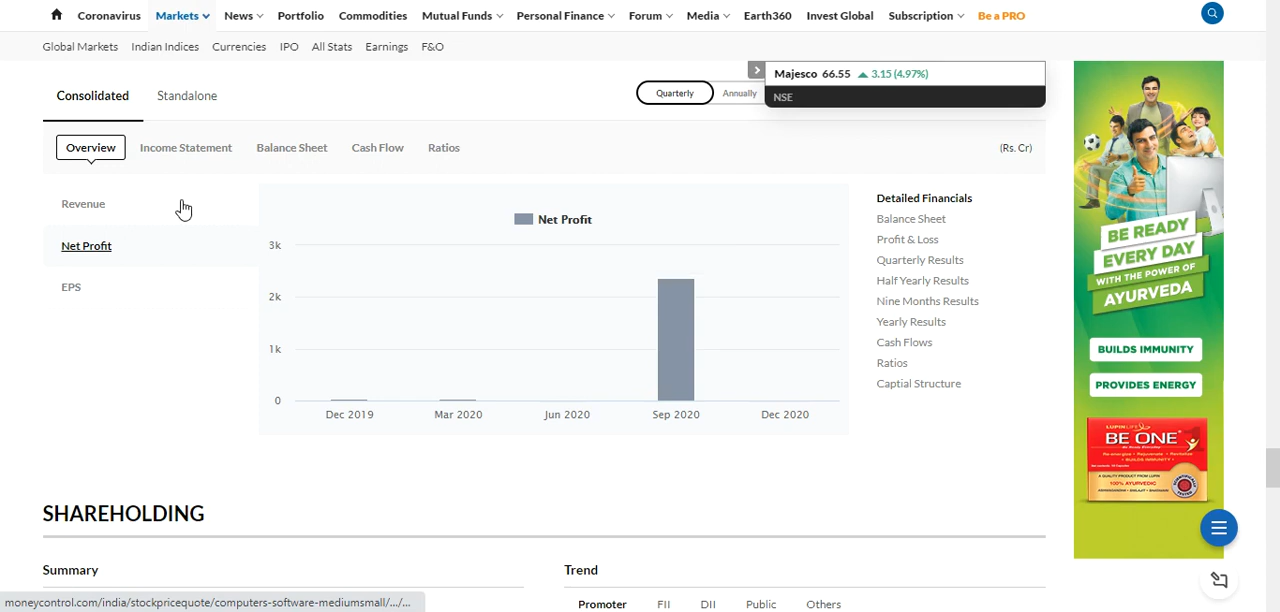 Coronavirus Markets News Portfolio Commodities Mutual Funds Personal Finance Forum Media Earth360 Invest Global Subscription Be a PRO
Global Markets Indian Indices Currencies IPO All Stats Earnings F&O
Majesco 66.55 3.15 (4.97%)
NSE
Consolidated Standalone
Quarterly Annually
Overview Income Statement Balance Sheet Cash Flow Ratios (Rs. Cr)
Revenue
Net Profit
EPS
Net Profit
3k
2k
1k
0
Dec 2019 Mar 2020 Jun 2020 Sep 2020 Dec 2020
Detailed Financials
Balance Sheet
Profit & Loss
Quarterly Results
Half Yearly Results
Nine Months Results
Yearly Results
Cash Flows
Ratios
Captial Structure
BE READY
EVERY DAY
WITH THE POWER OF
AYURVEDA
BUILDS IMMUNITY
PROVIDES ENERGY
LUPIN LIFE
BE ONE
100% AYURVEDIC
SHAREHOLDING
Summary
Trend
Promoter FII DII Public Others
moneycontrol.com/india/stockpricequote/computers-software-mediumsmall/.../...